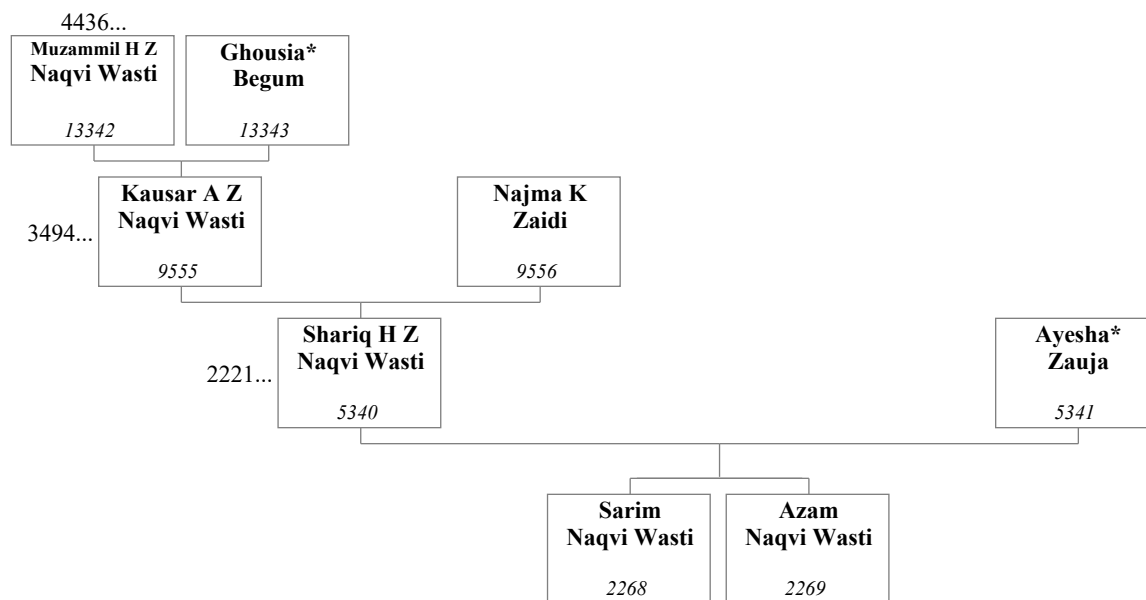 4436...
Muzammil H Z
Naqvi Wasti
13342
Ghousia*
Begum
13343
3494...
Kausar A Z
Naqvi Wasti
9555
Najma K
Zaidi
9556
2221...
Shariq H Z
Naqvi Wasti
5340
Ayesha*
Zauja
5341
Sarim
Naqvi Wasti
2268
Azam
Naqvi Wasti
2269